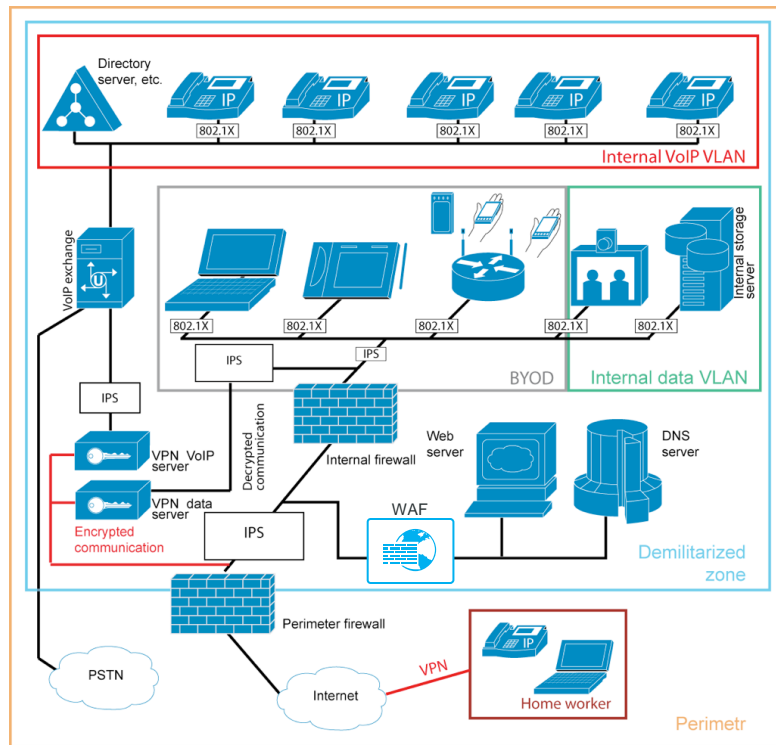 Directory
server, etc.
IP
IP
IP
IP
IP
802.1X
802.1X
802.1X
802.1X
802.1X
Internal VoIP VLAN
VoIP exchange
U
Internal storage
server
802.1X
802.1X
802.1X
802.1X
802.1X
IPS
IPS
BYOD
Internal data VLAN
IPS
Decrypted
communication
Internal firewall
Web
server
DNS
server
VPN VoIP
server
VPN data
server
Encrypted
communication
IPS
WAF
Demilitarized
zone
Perimeter firewall
PSTN
Internet
VPN
IP
Home worker
Perimetr